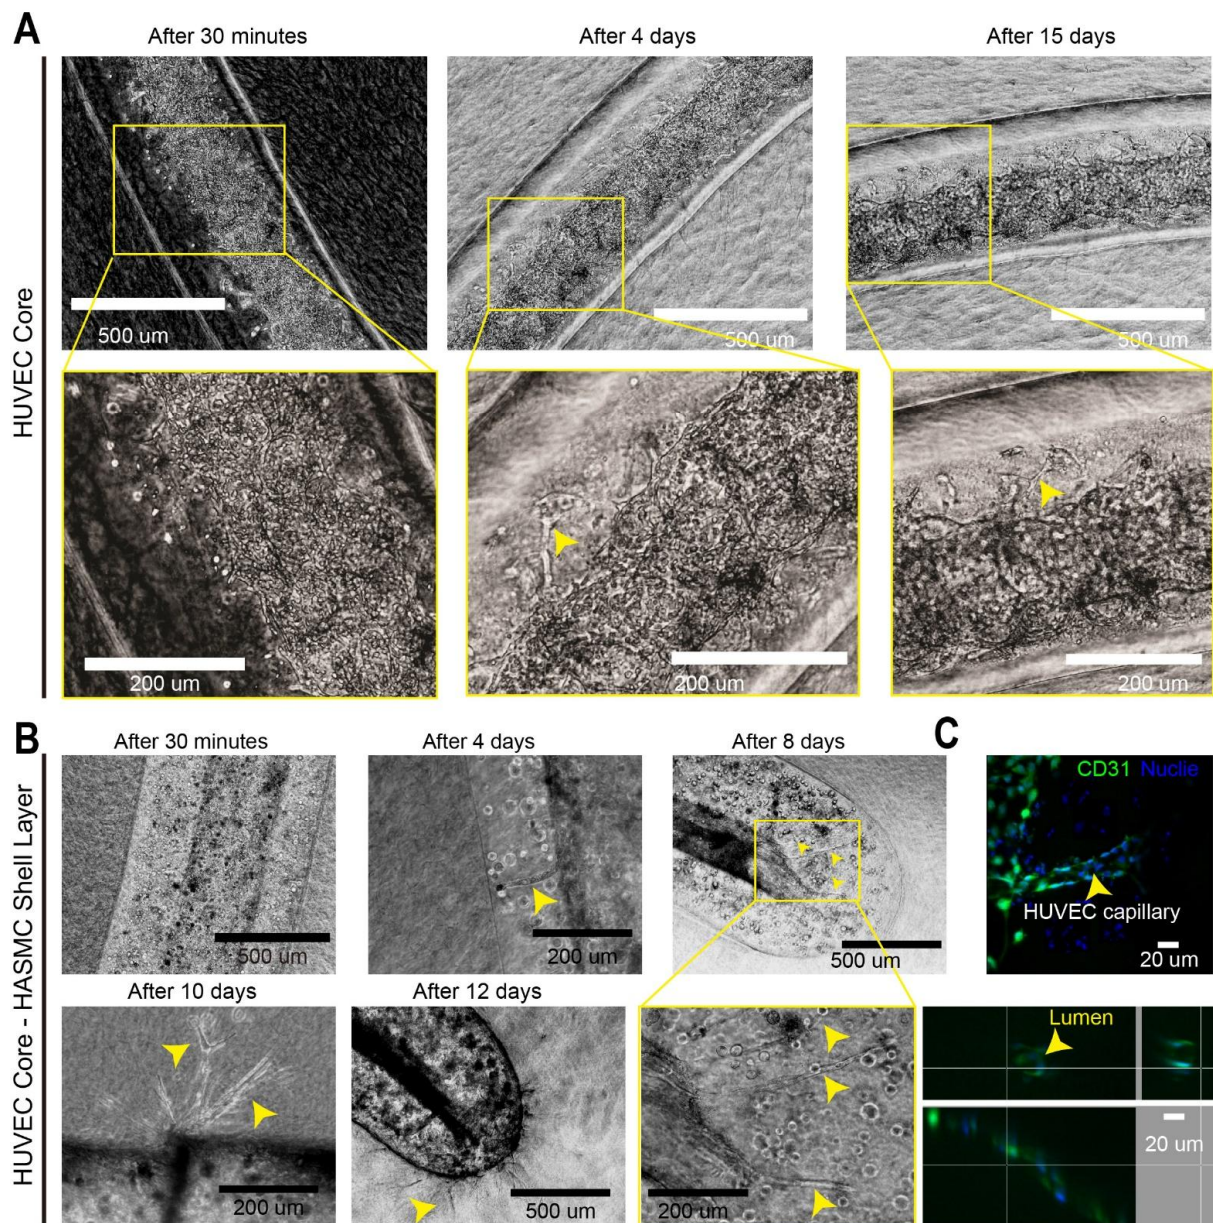 A
After 30 minutes
After 4 days
After 15 days
HUVEC Core
500 um
500 um
500 um
200 um
200 um
200 um
B
After 30 minutes
After 4 days
After 8 days
C
HUVEC Core - HASMC Shell Layer
500 um
200 um
500 um
CD31 Nuclie
HUVEC capillary
20 um
After 10 days
After 12 days
200 um
500 um
200 um
Lumen
20 um